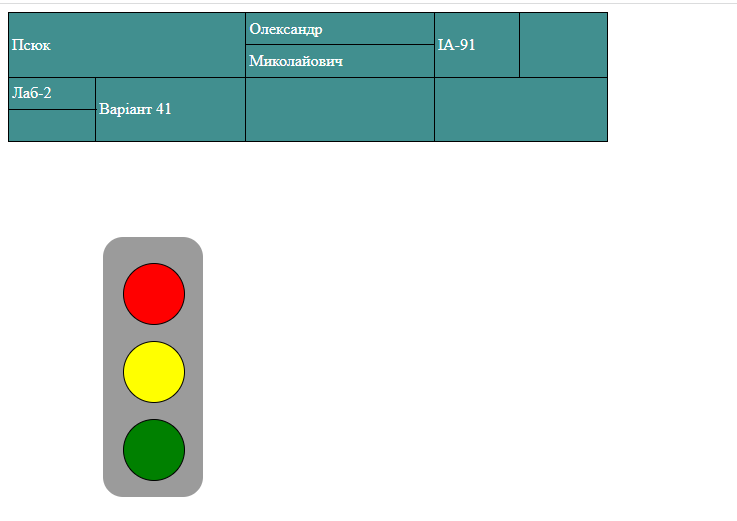 Псюк
Олександр
Миколайович
ІА-91
Лаб-2
Варіант 41